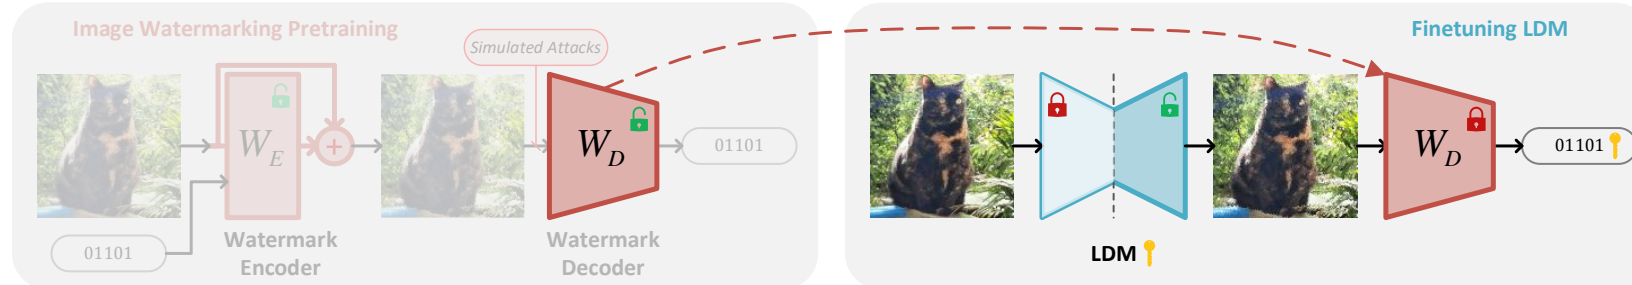 Image Watermarking Pretraining
Simulated Attacks
W_E
W_D
01101
01101
Watermark
Encoder
Watermark
Decoder
Finetuning LDM
W_D
01101
LDM